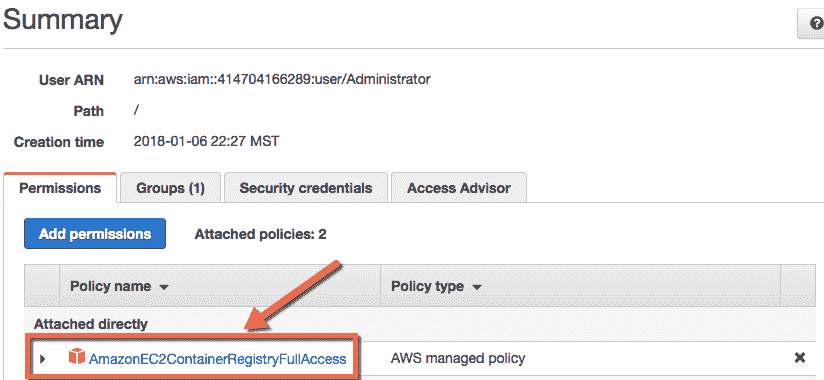 Summary
?
User ARN arn:aws:iam::414704166289:user/Administrator
Path /
Creation time 2018-01-06 22:27 MST
Permissions Groups (1) Security credentials Access Advisor
Add permissions Attached policies: 2
Policy name Policy type
Attached directly
AmazonEC2ContainerRegistryFullAccess AWS managed policy